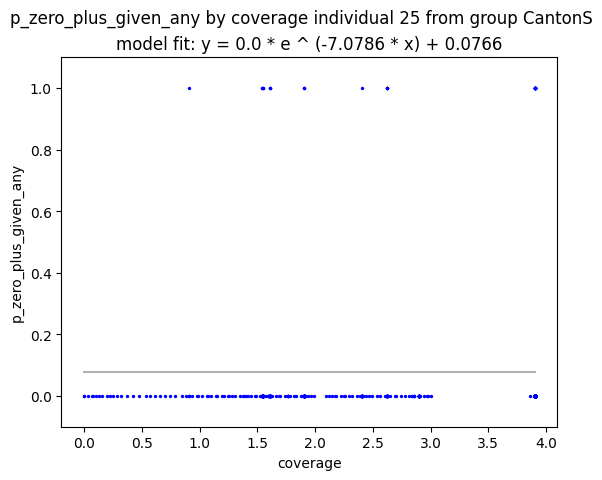 p_zero_plus_given_any by coverage individual 25 from group CantonS
model fit: y = 0.0 * e ^ (-7.0786 * x) + 0.0766
1.0
0.8
0.6
0.4
0.2
0.0
p_zero_plus_given_any
0.0 0.5 1.0 1.5 2.0 2.5 3.0 3.5 4.0
coverage